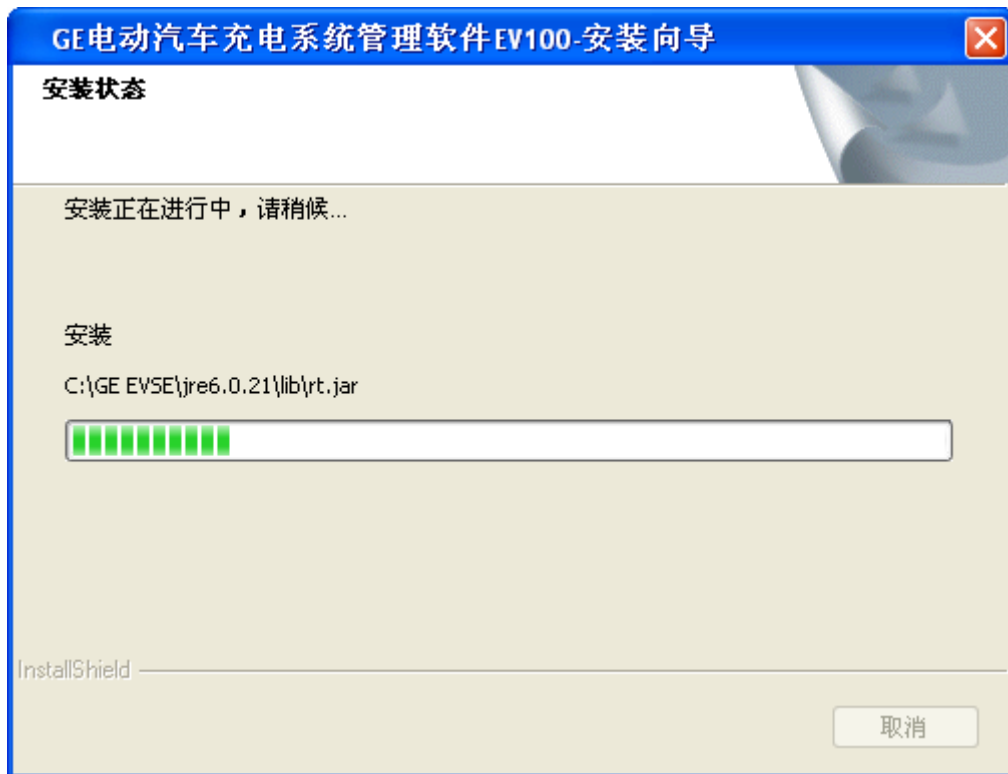 GE电动汽车充电系统管理软件EV100-安装向导
安装状态
安装正在进行中，请稍候...
安装
C:\GE EVSE\jre6.0.21\lib\rt.jar
InstallShield
取消